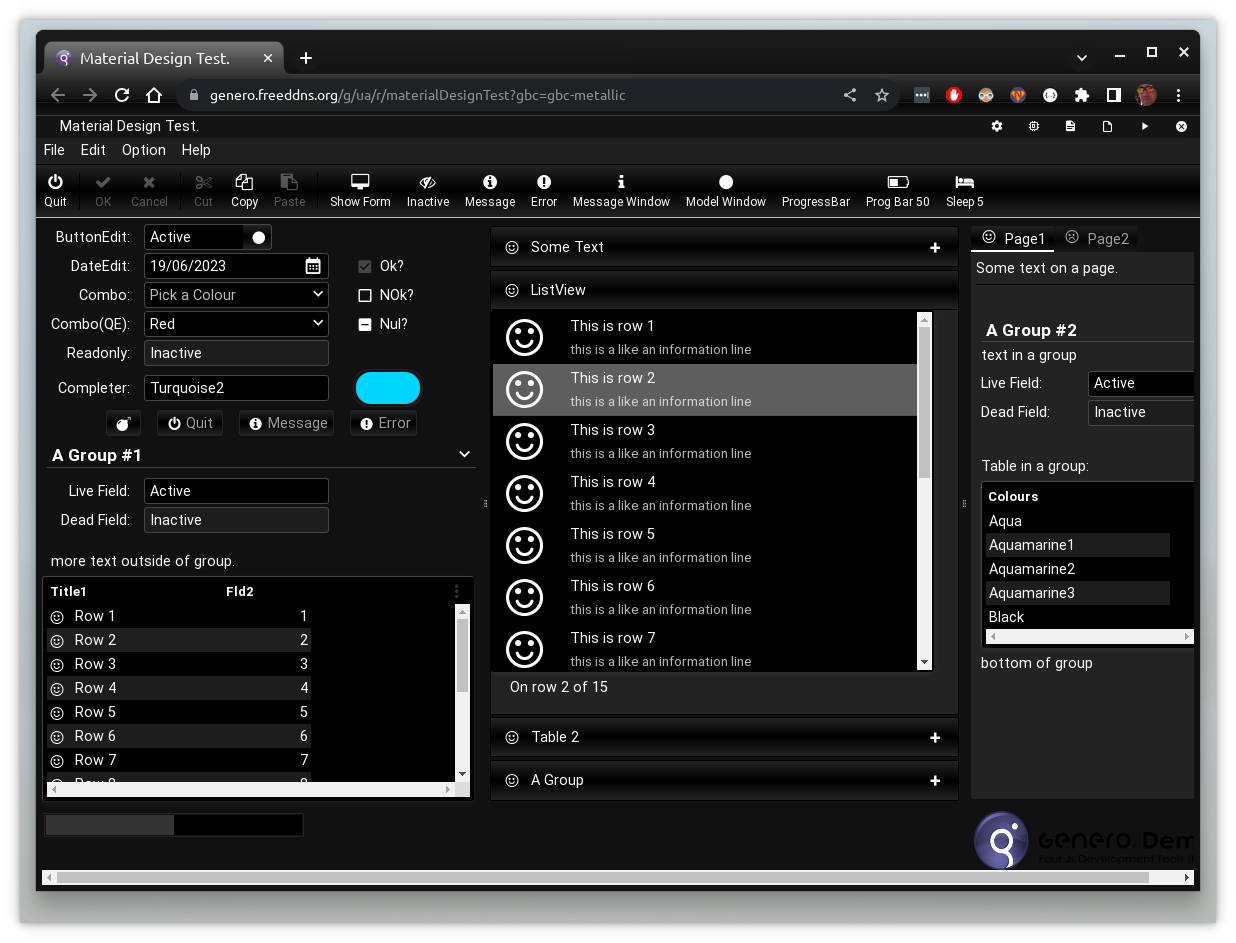 Material Design Test.
genero.freeddns.org/g/ua/r/materialDesignTest?gbc=gbc-metallic
Material Design Test.
File Edit Option Help
Quit OK Cancel Cut Copy Paste Show Form Inactive Message Error Message Window Model Window ProgressBar Prog Bar 50 Sleep 5
ButtonEdit: Active
DateEdit: 19/06/2023 Ok?
Combo: Pick a Colour NOk?
Combo(QE): Red Nul?
Readonly: Inactive
Completer: Turquoise2
Quit Message Error
A Group #1
Live Field: Active
Dead Field: Inactive
more text outside of group.
Title1 Fld2
Row 1 1
Row 2 2
Row 3 3
Row 4 4
Row 5 5
Row 6 6
Row 7 7
Some Text
ListView
This is row 1
this is a like an information line
This is row 2
this is a like an information line
This is row 3
this is a like an information line
This is row 4
this is a like an information line
This is row 5
this is a like an information line
This is row 6
this is a like an information line
This is row 7
this is a like an information line
On row 2 of 15
Table 2
A Group
Page1 Page2
Some text on a page.
A Group #2
text in a group
Live Field: Active
Dead Field: Inactive
Table in a group:
Colours
Aqua
Aquamarine1
Aquamarine2
Aquamarine3
Black
bottom of group
Genero. Dem
Four Js Development Tools